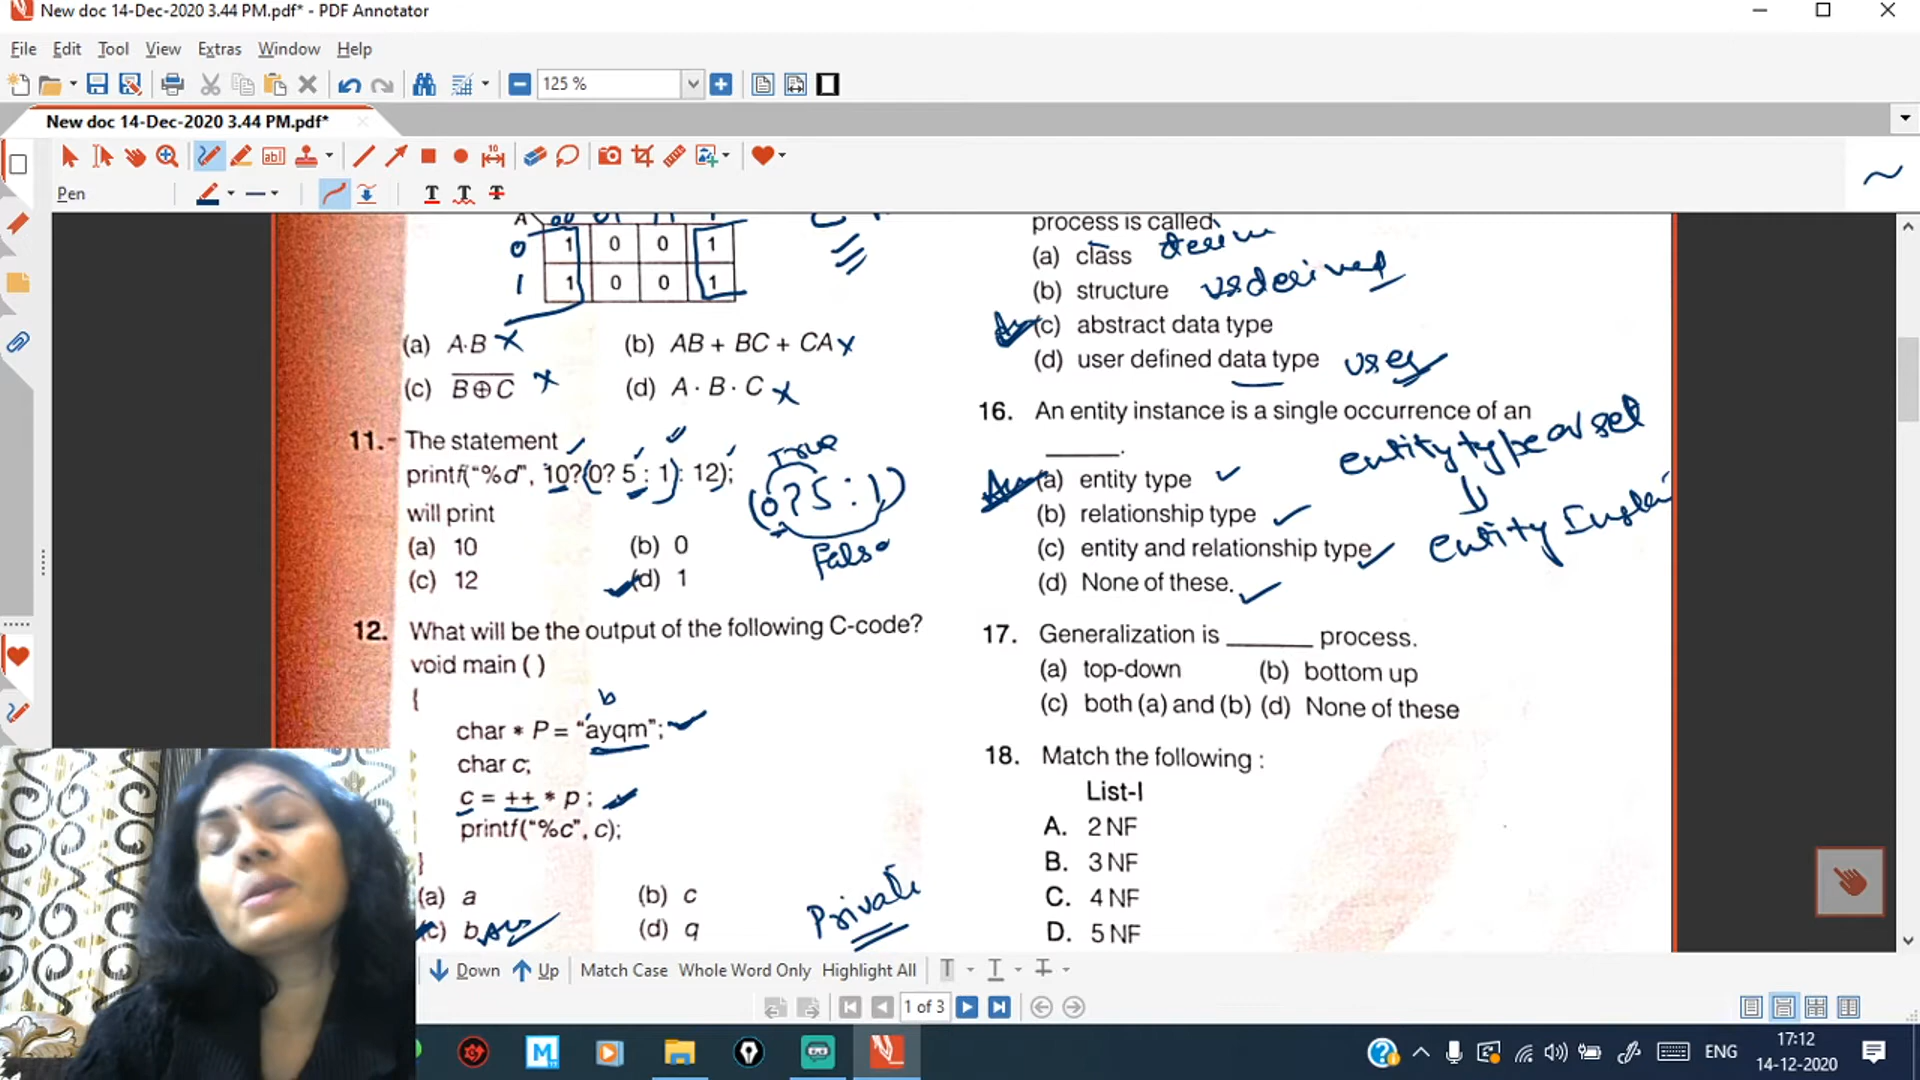 New doc 14-Dec-2020 3.44 PM.pdf* - PDF Annotator
File Edit Tool View Extras Window Help
125 %
New doc 14-Dec-2020 3.44 PM.pdf*
Pen
A
0 1 0 0 1
1 1 0 0 1
(a) A·B x
(b) AB + BC + CA x
(c) B⊕C x
(d) A · B · C x
11. The statement
printf("%d", 10?(0? 5 : 1) : 12);
True
(0?5:1)
False
will print
(a) 10 (b) 0
(c) 12 (d) 1
12. What will be the output of the following C-code?
void main ( )
{
b
char * P = "ayqm";
char c;
c = ++ * p ;
printf("%c", c);
}
(a) a (b) c
(c) b Ans (d) q
Private
process is called
(a) class
(b) structure
(c) abstract data type
(d) user defined data type
16. An entity instance is a single occurrence of an
______.
entity type or set
entity
Ans (a) entity type
(b) relationship type
(c) entity and relationship type
(d) None of these.
17. Generalization is ______ process.
(a) top-down (b) bottom up
(c) both (a) and (b) (d) None of these
18. Match the following :
List-I
A. 2 NF
B. 3 NF
C. 4 NF
D. 5 NF
Down Up Match Case Whole Word Only Highlight All
1 of 3
ENG
17:12
14-12-2020